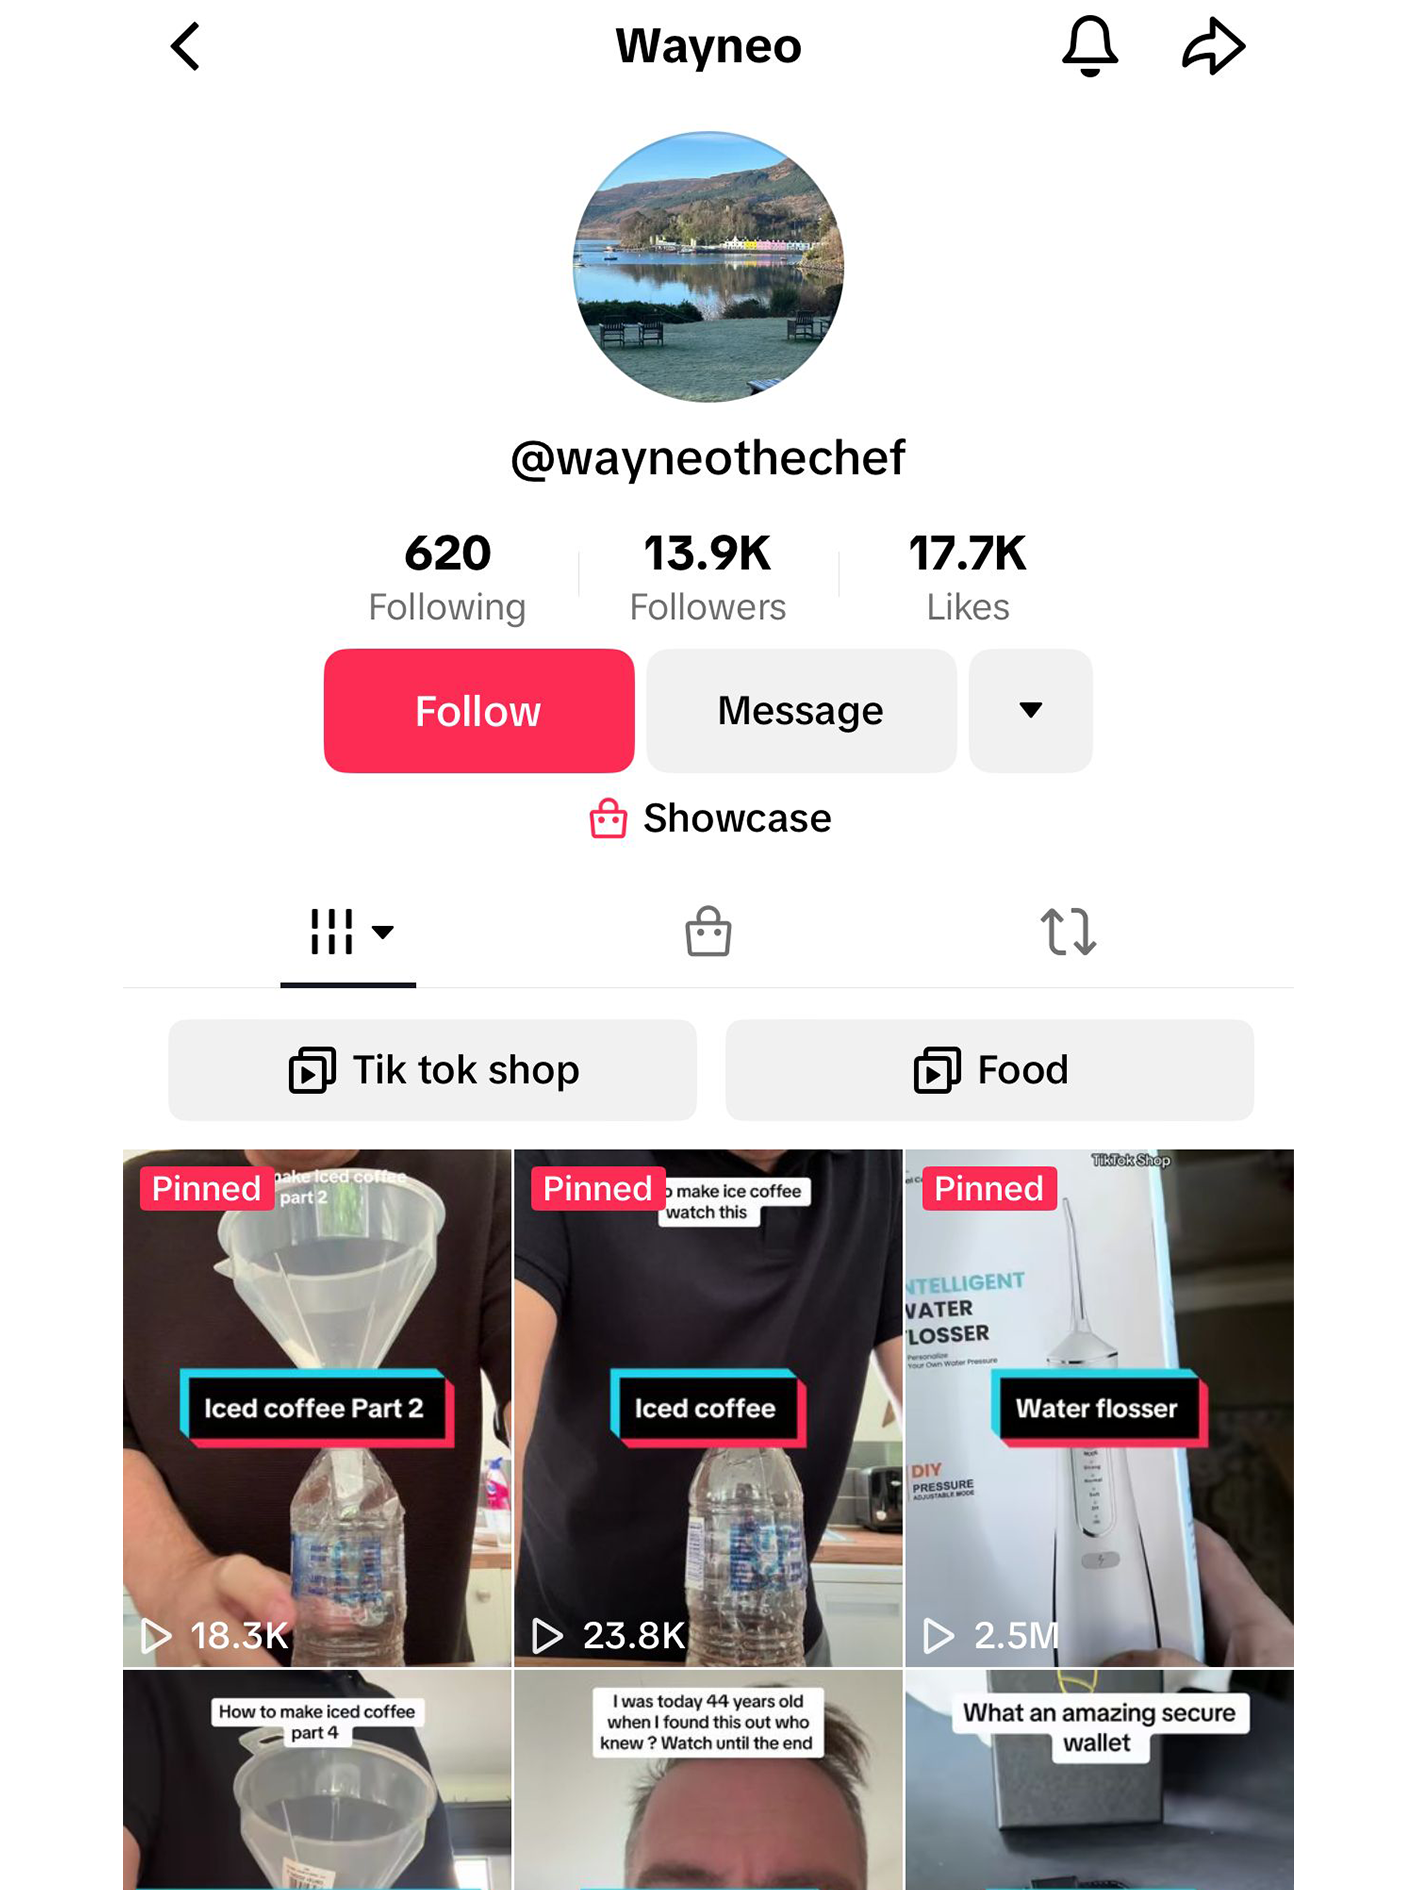 Wayneo
@wayneothechef
620
Following
13.9K
Followers
17.7K
Likes
Follow
Message
Showcase
Tik tok shop
Food
Pinned
make iced coffee
part 2
Iced coffee Part 2
18.3K
Pinned
make ice coffee
watch this
Iced coffee
23.8K
Pinned
TikTok Shop
NTELLIGENT
WATER
LOSSER
Personalize
Your Own Water Pressure
Water flosser
DIY
PRESSURE
ADJUSTABLE MODE
2.5M
How to make iced coffee
part 4
I was today 44 years old
when I found this out who
knew ? Watch until the end
What an amazing secure
wallet